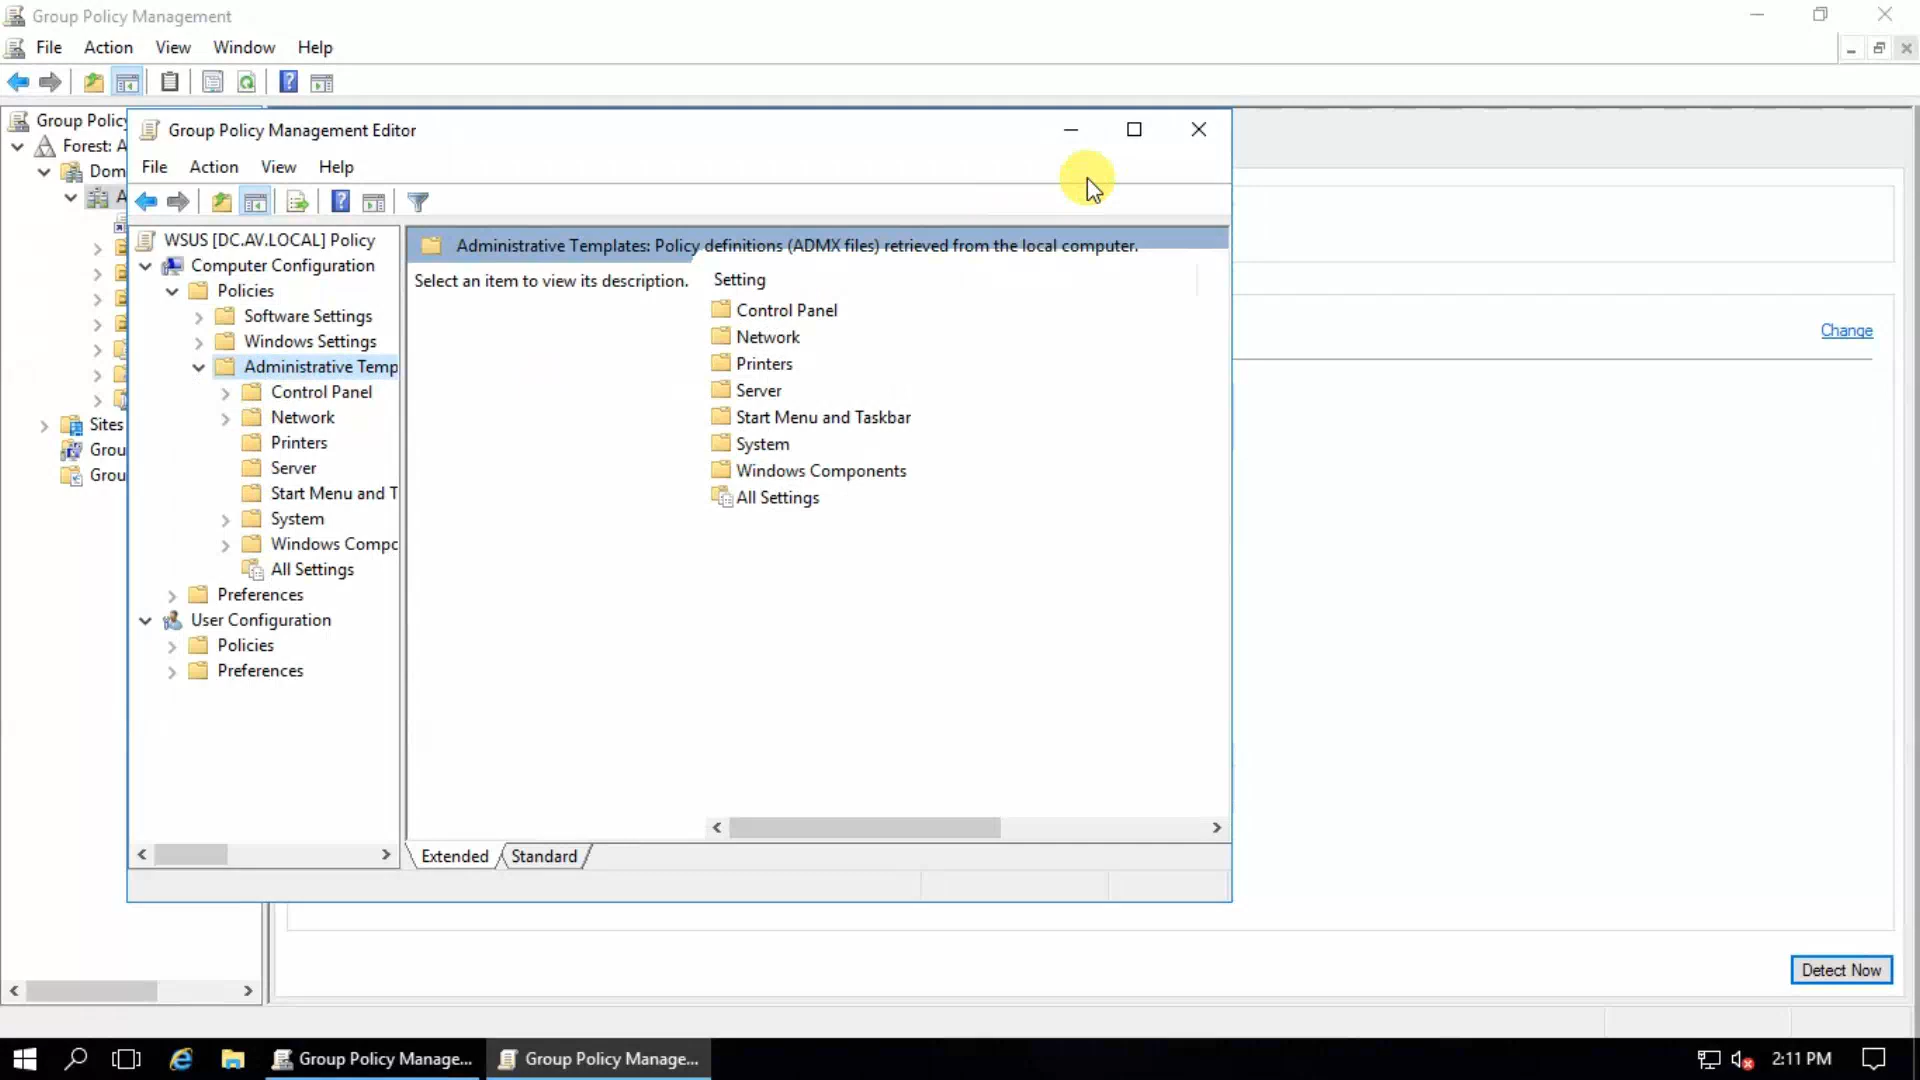 Group Policy Management
File Action View Window Help
Group Policy
Forest: A
Dom
A
Sites
Grou
Grou
Group Policy Management Editor
File Action View Help
WSUS [DC.AV.LOCAL] Policy
Computer Configuration
Policies
Software Settings
Windows Settings
Administrative Temp
Control Panel
Network
Printers
Server
Start Menu and T
System
Windows Compo
All Settings
Preferences
User Configuration
Policies
Preferences
Administrative Templates: Policy definitions (ADMX files) retrieved from the local computer.
Select an item to view its description.
Setting
Control Panel
Network
Printers
Server
Start Menu and Taskbar
System
Windows Components
All Settings
Extended Standard
Change
Detect Now
Group Policy Manage...
Group Policy Manage...
2:11 PM